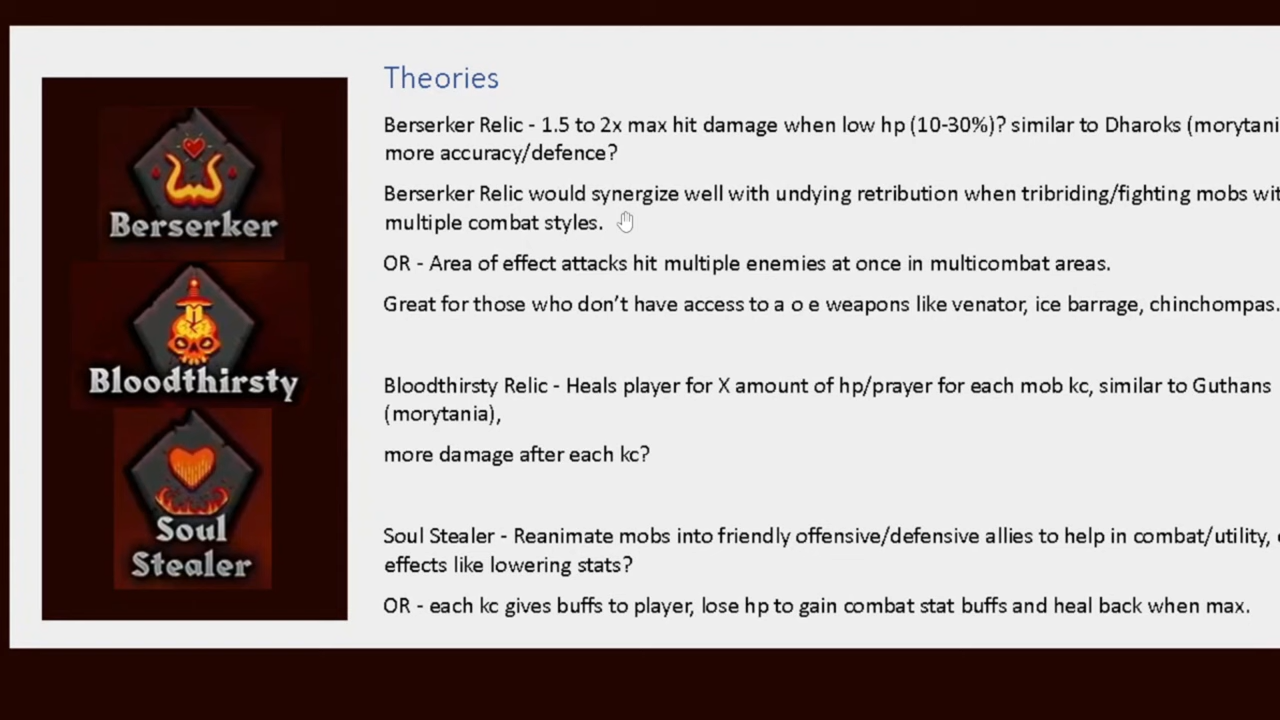 Theories
Berserker Relic - 1.5 to 2x max hit damage when low hp (10-30%)? similar to Dharoks
more accuracy/defence?
Berserker Relic would synergize well with undying retribution when tribriding/fighting mobs
multiple combat styles.
OR - Area of effect attacks hit multiple enemies at once in multicombat areas.
Great for those who don't have access to a o e weapons like venator, ice barrage, chinchompas.
Bloodthirsty Relic - Heals player for X amount of hp/prayer for each mob kc, similar to Guthans
(morytania),
more damage after each kc?
Soul Stealer - Reanimate mobs into friendly offensive/defensive allies to help in combat/utility,
effects like lowering stats?
OR - each kc gives buffs to player, lose hp to gain combat stat buffs and heal back when max.
Berserker
Bloodthirsty
Soul
Stealer